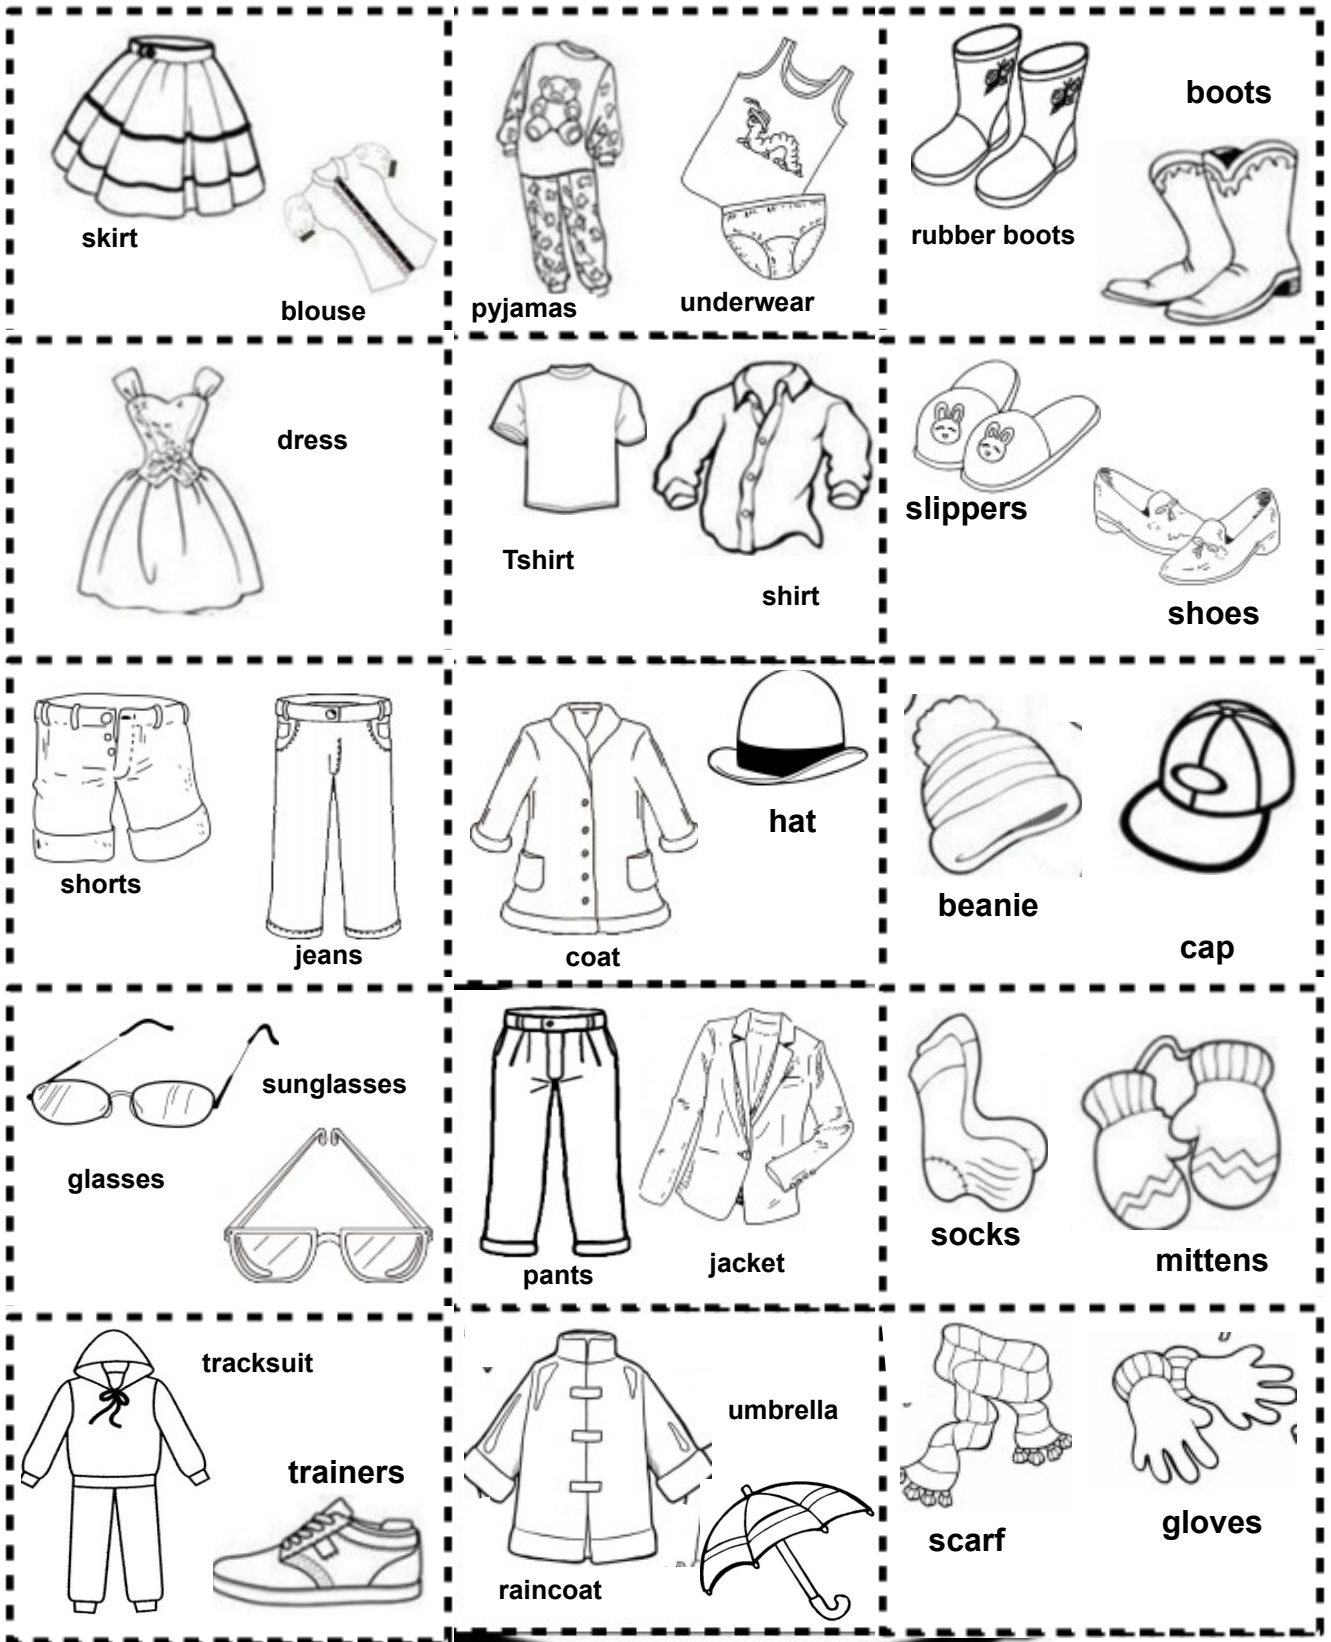 skirt
blouse
pyjamas
underwear
boots
rubber boots
dress
Tshirt
shirt
slippers
shoes
shorts
jeans
hat
coat
beanie
cap
sunglasses
glasses
pants
jacket
socks
mittens
tracksuit
trainers
umbrella
raincoat
scarf
gloves